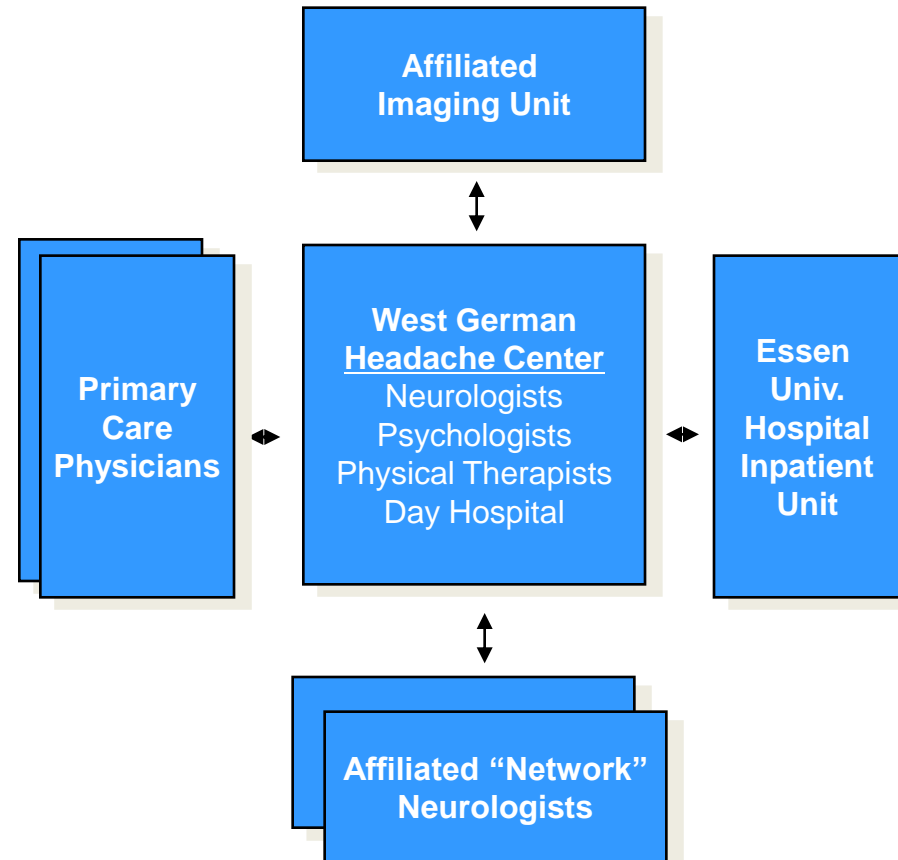 Affiliated
Imaging Unit
Primary
Care
Physicians
West German
Headache Center
Neurologists
Psychologists
Physical Therapists
Day Hospital
Essen
Univ.
Hospital
Inpatient
Unit
Affiliated “Network”
Neurologists